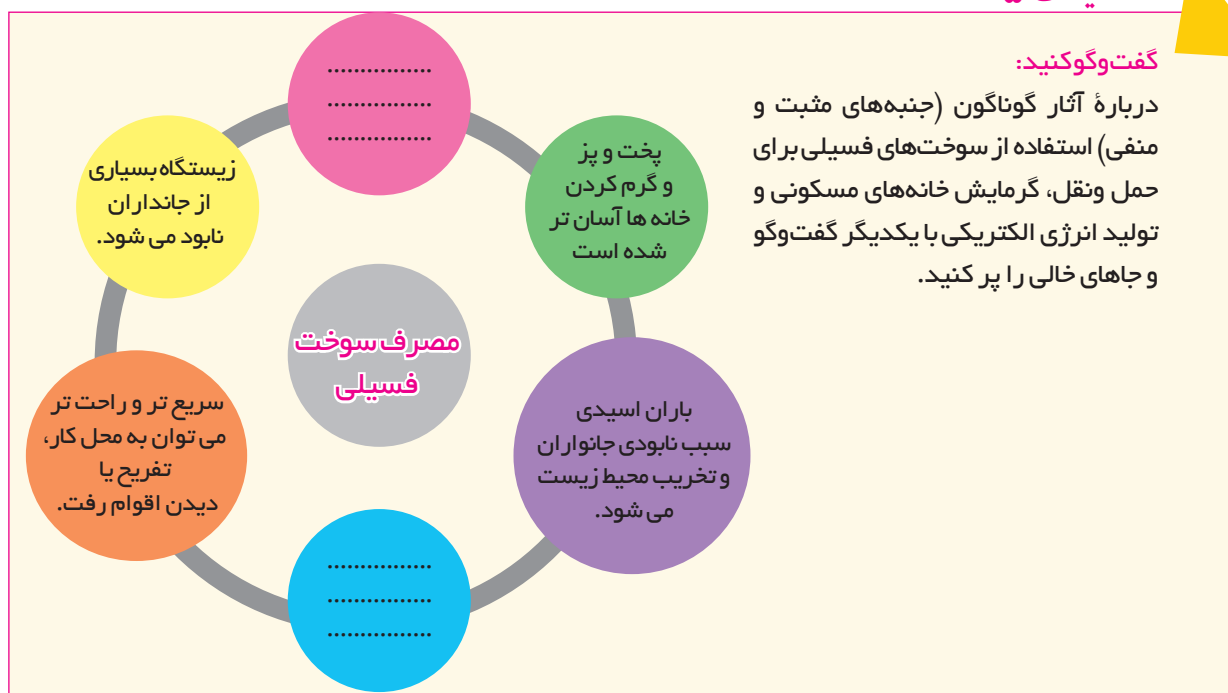 گفت‌وگو کنید:
دربارهٔ آثار گوناگون (جنبه‌های مثبت و
منفی) استفاده از سوخت‌های فسیلی برای
حمل ونقل، گرمایش خانه‌های مسکونی و
تولید انرژی الکتریکی با یکدیگر گفت‌وگو
و جاهای خالی را پر کنید.
................
................
................
پخت و پز
و گرم کردن
خانه ها آسان تر
شده است
باران اسیدی
سبب نابودی جانواران
و تخریب محیط زیست
می شود.
................
................
................
سریع تر و راحت تر
می توان به محل کار،
تفریح یا
دیدن اقوام رفت.
زیستگاه بسیاری
از جانداران
نابود می شود.
مصرف سوخت
فسیلی